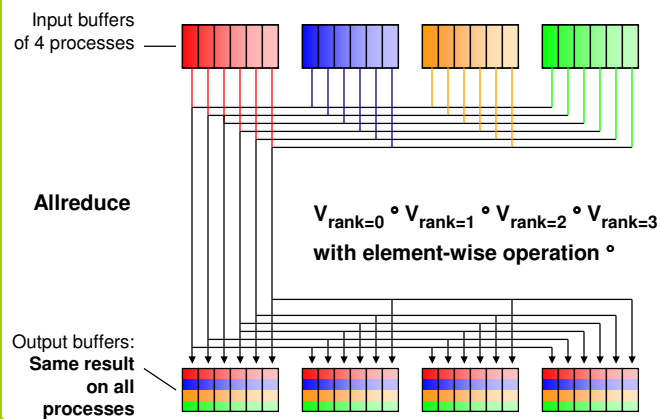 Input buffers
of 4 processes
Allreduce
Vrank=0 ° Vrank=1 ° Vrank=2 ° Vrank=3
with element-wise operation °
Output buffers:
Same result
on all
processes